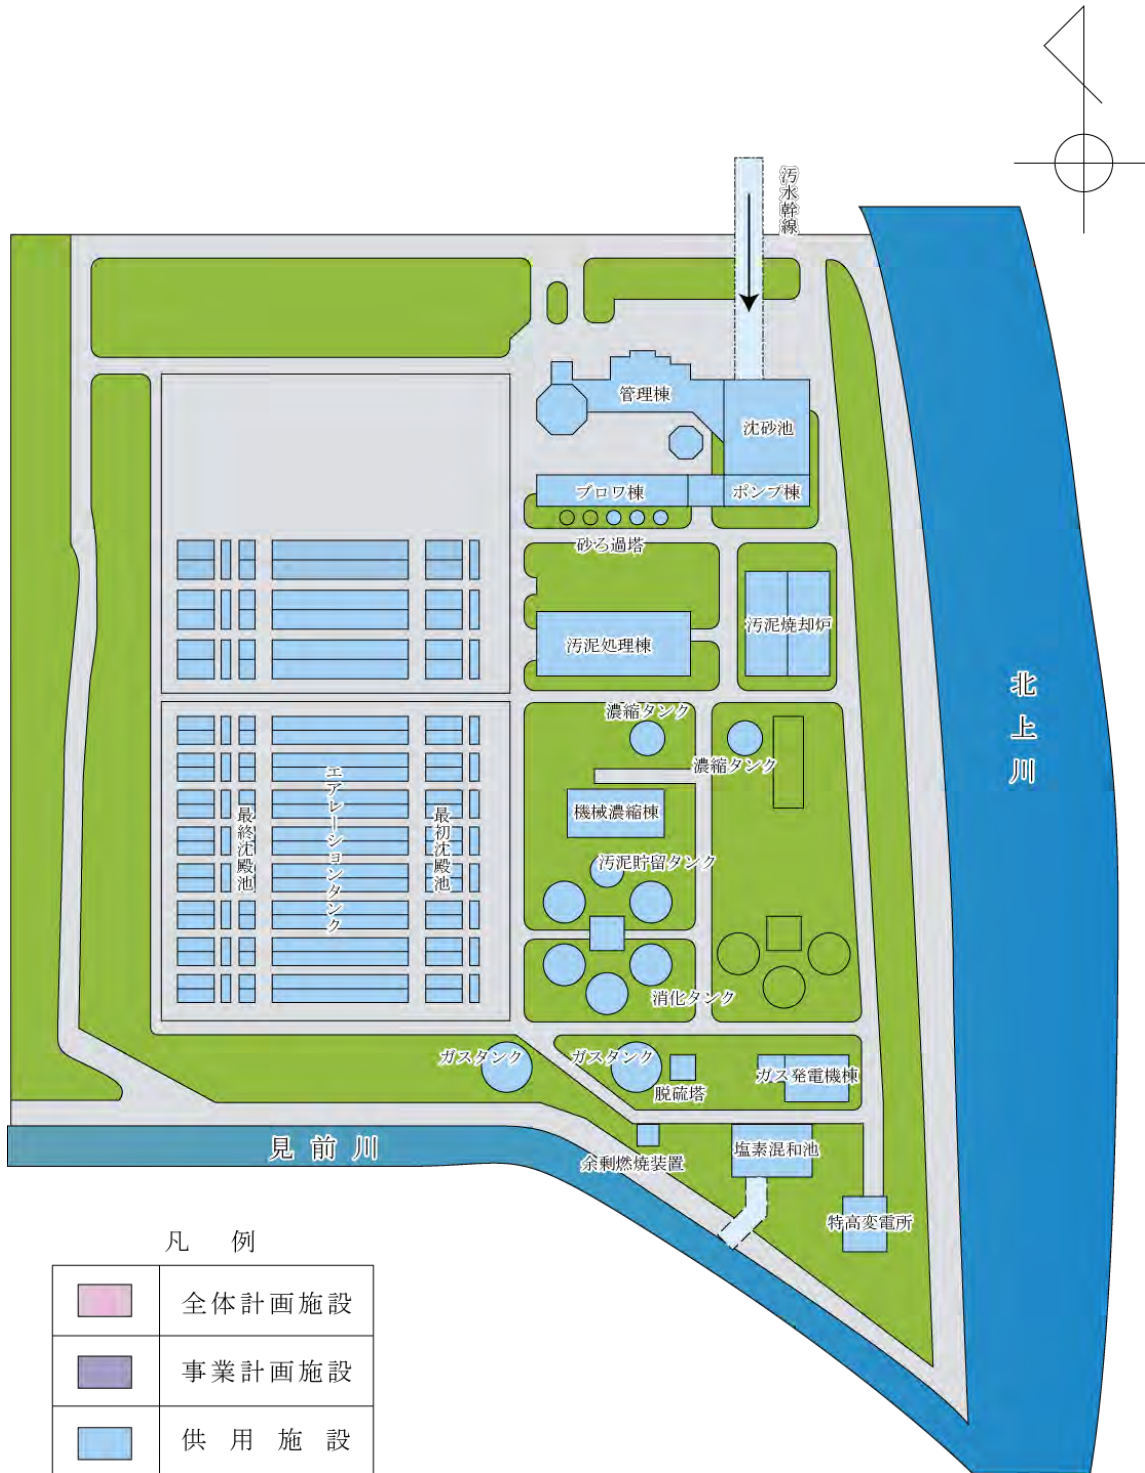 汚水幹線
管理棟
沈砂池
ブロワ棟
ポンプ棟
砂ろ過塔
汚泥処理棟
汚泥焼却炉
北上川
濃縮タンク
濃縮タンク
機械濃縮棟
最終沈殿池
エアレーションタンク
最初沈殿池
汚泥貯留タンク
消化タンク
ガスタンク
ガスタンク
脱硫塔
ガス発電機棟
見前川
余剰燃焼装置
塩素混和池
特高変電所
凡例
全体計画施設
事業計画施設
供用施設